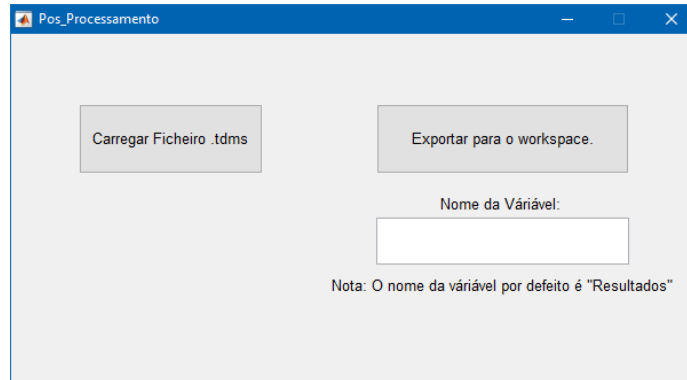 Pos_Processamento
Carregar Ficheiro .tdms
Exportar para o workspace.
Nome da Váriável:
Nota: O nome da váriável por defeito é "Resultados"